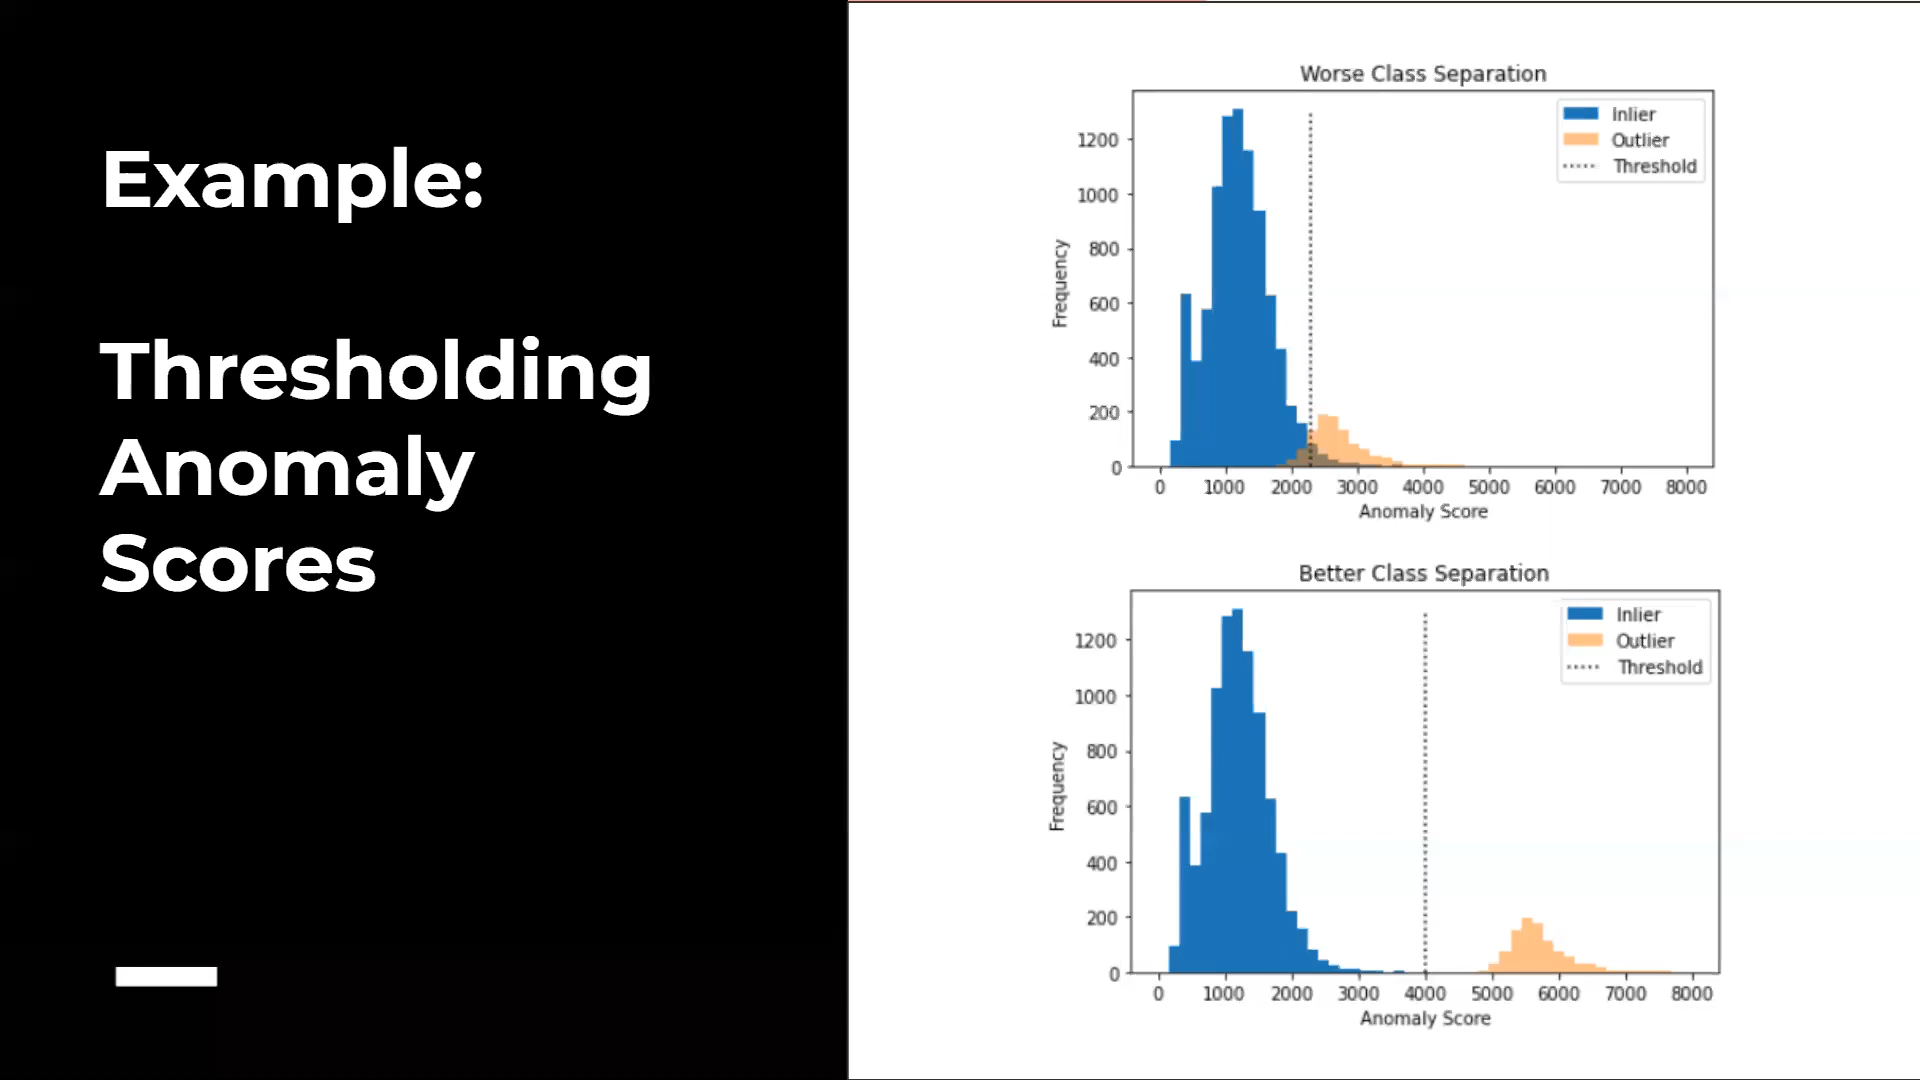 Example:
Thresholding
Anomaly
Scores
Worse Class Separation
Inlier
Outlier
Threshold
1200
1000
800
600
400
200
0
Frequency
0 1000 2000 3000 4000 5000 6000 7000 8000
Anomaly Score
Better Class Separation
Inlier
Outlier
Threshold
1200
1000
800
600
400
200
0
Frequency
0 1000 2000 3000 4000 5000 6000 7000 8000
Anomaly Score